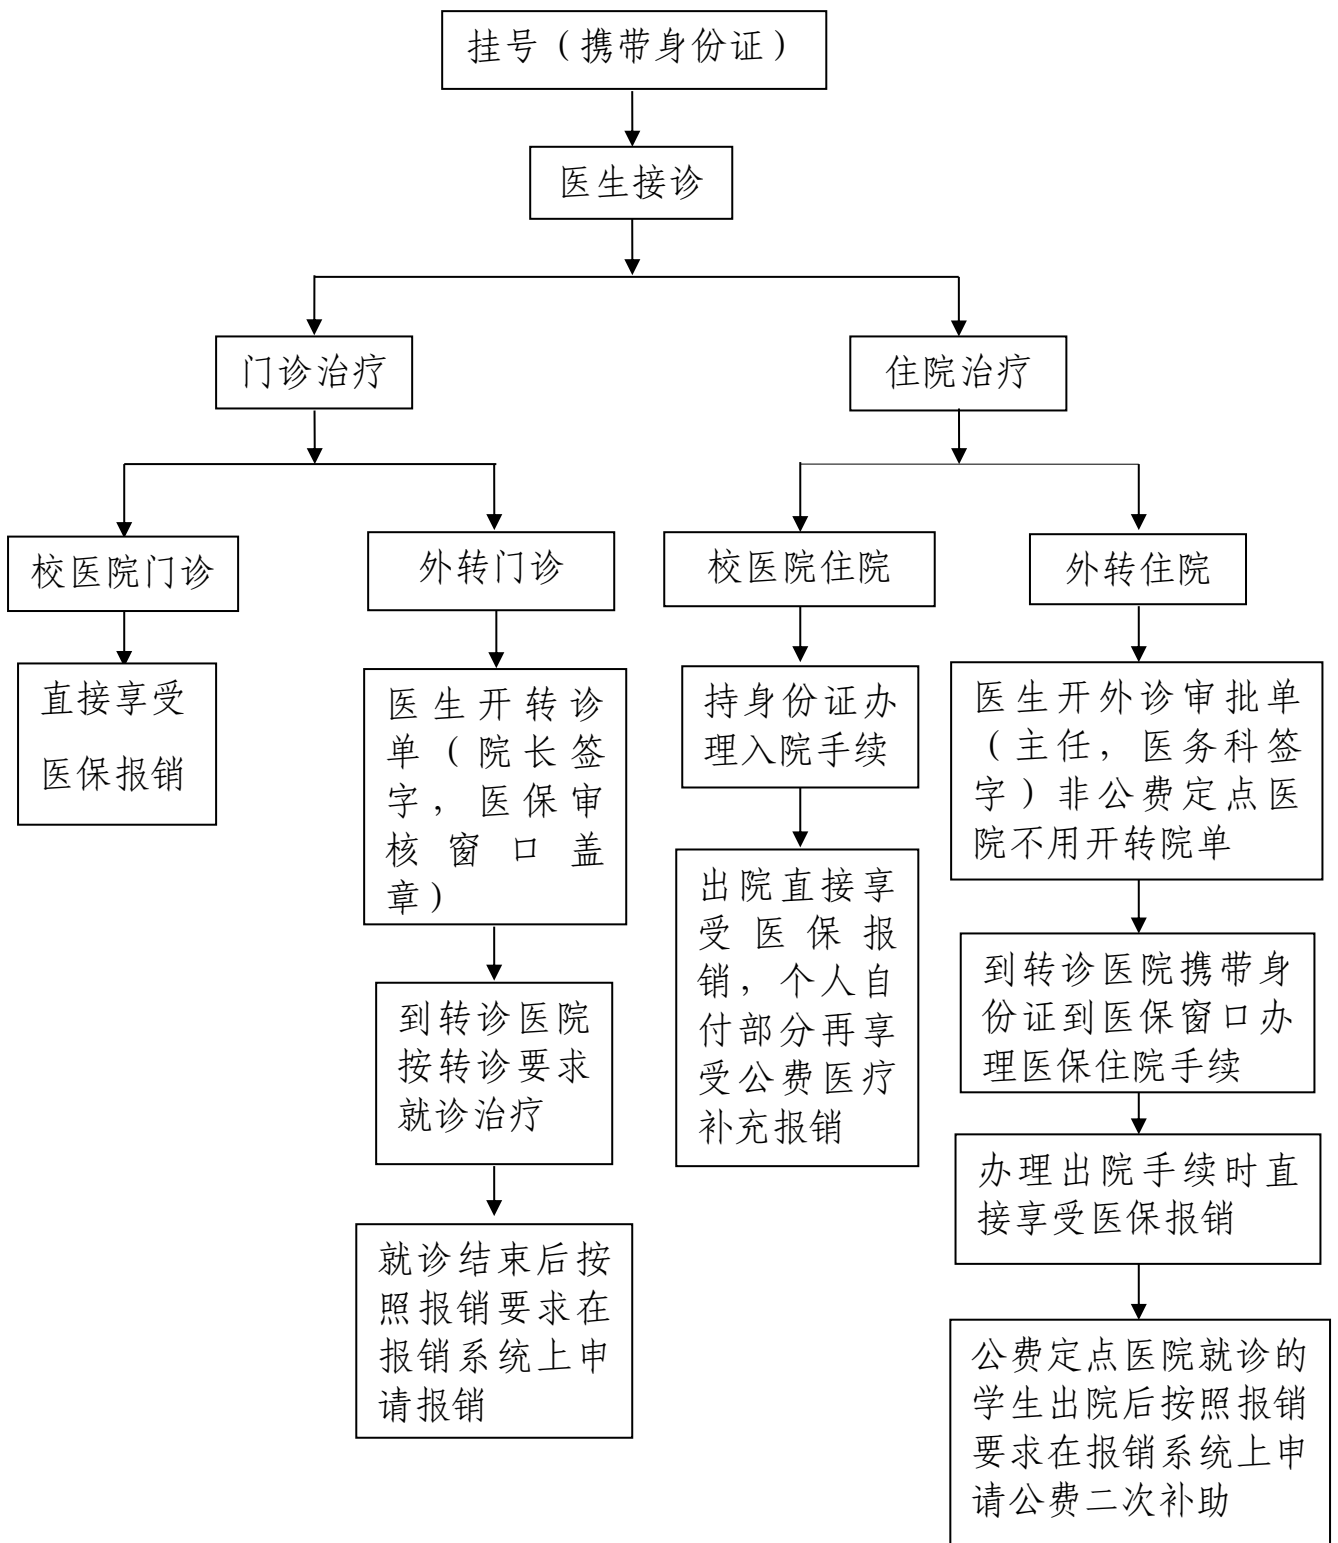 挂号（携带身份证）
医生接诊
门诊治疗
住院治疗
校医院门诊
外转门诊
校医院住院
外转住院
直接享受
医保报销
医生开转诊
单（院长签
字，医保审
核窗口盖
章）
到转诊医院
按转诊要求
就诊治疗
就诊结束后按
照报销要求在
报销系统上申
请报销
持身份证办
理入院手续
出院直接享
受医保报
销，个人自
付部分再享
受公费医疗
补充报销
医生开外诊审批单
（主任，医务科签
字）非公费定点医
院不用开转院单
到转诊医院携带身
份证到医保窗口办
理医保住院手续
办理出院手续时直
接享受医保报销
公费定点医院就诊的
学生出院后按照报销
要求在报销系统上申
请公费二次补助